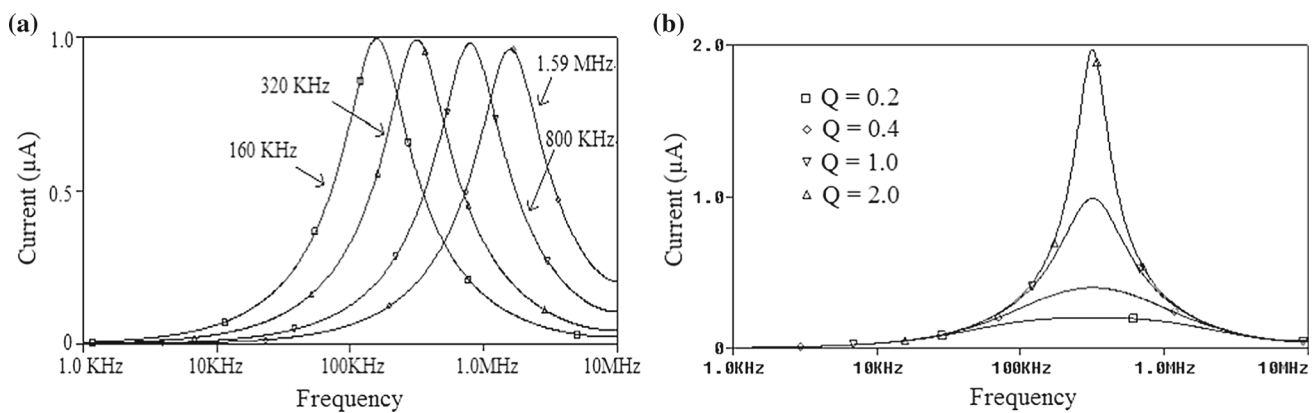 (a)
1.0
0.5
0
Current (µA)
160 KHz
320 KHz
1.59 MHz
800 KHz
1.0 KHz
10KHz
100KHz
1.0MHz
10MHz
Frequency
(b)
2.0
1.0
0
Current (µA)
Q = 0.2
Q = 0.4
Q = 1.0
Q = 2.0
1.0KHz
10KHz
100KHz
1.0MHz
10MHz
Frequency